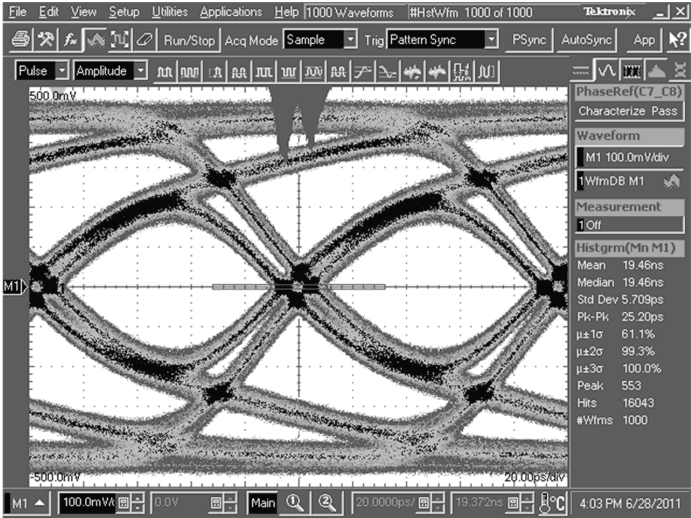 File Edit View Setup Utilities Applications Help 1000 Waveforms #HstWfm 1000 of 1000 Tektronix
Run/Stop Acq Mode Sample Trig Pattern Sync PSync AutoSync App
Pulse Amplitude
500.0mV
PhaseRef(C7_C8)
Characterize Pass
Waveform
M1 100.0mV/div
1 WfmDB M1
Measurement
1 Off
Histgrm(Mn M1)
Mean 19.46ns
Median 19.46ns
Std Dev 5.709ps
Pk-Pk 25.20ps
µ±1σ 61.1%
µ±2σ 99.3%
µ±3σ 100.0%
Peak 553
Hits 16043
#Wfms 1000
M1
1
-500.0mV 20.00ps/div
M1 100.0mV/ 0.0V Main 1 2 20.0000ps/ 19.372ns °C 4:03 PM 6/28/2011